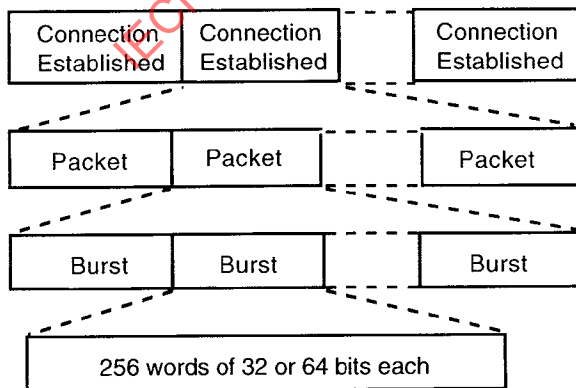 Connection
Established
Connection
Established
Connection
Established
Packet
Packet
Packet
Burst
Burst
Burst
256 words of 32 or 64 bits each